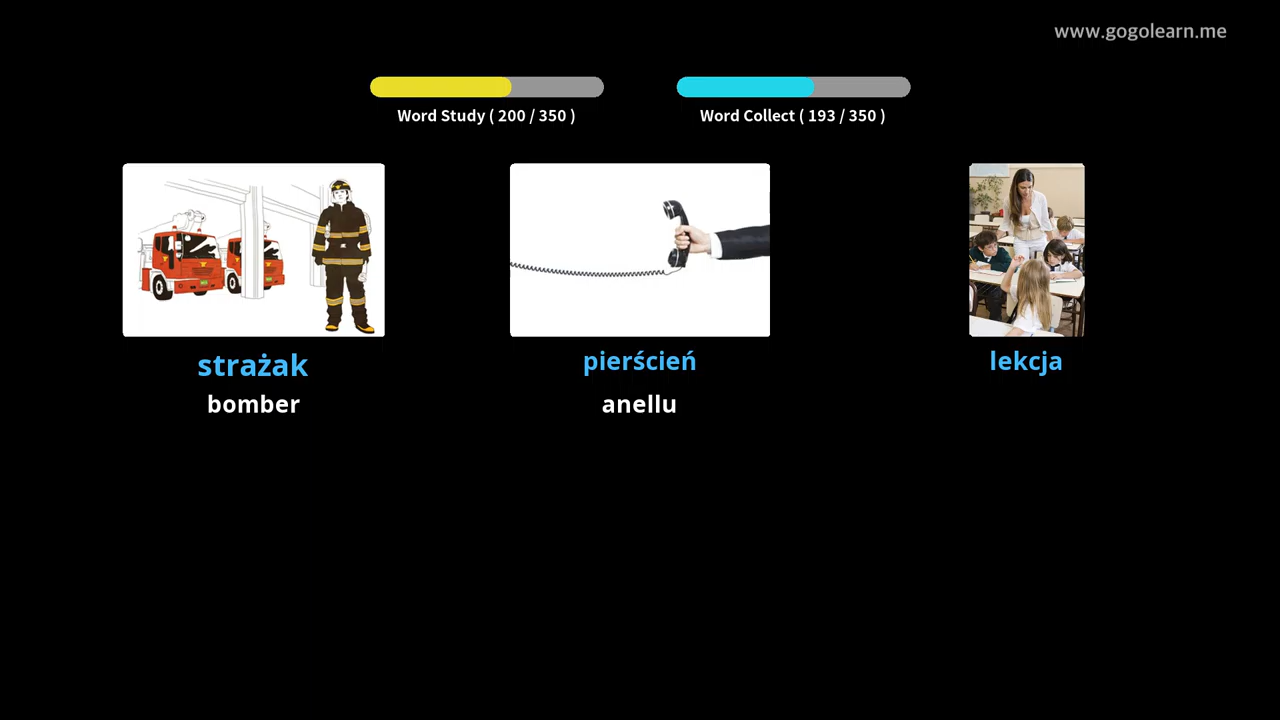 www.gogolearn.me
Word Study ( 200 / 350 )
Word Collect ( 193 / 350 )
strażak
pierścień
lekcja
bomber
anellu